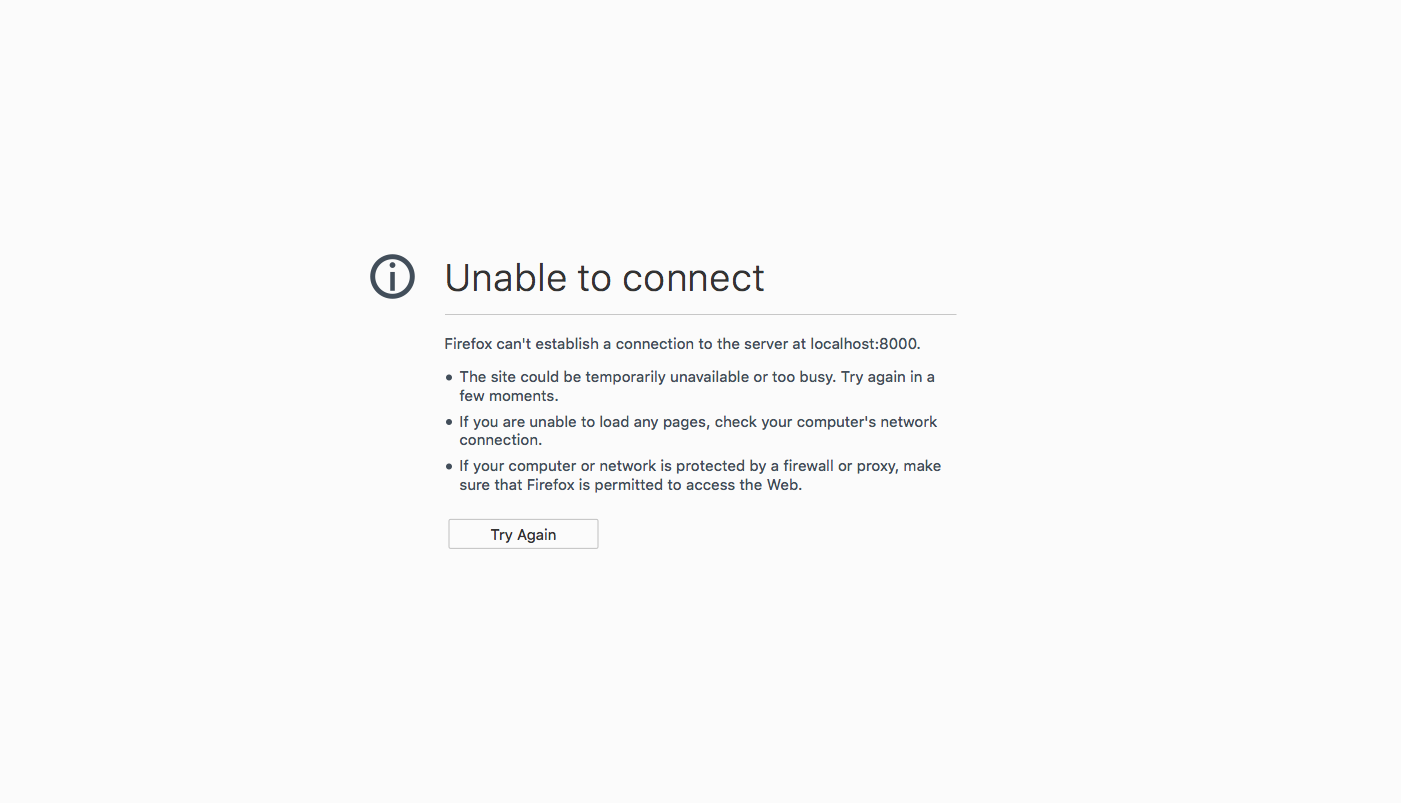 Unable to connect
Firefox can't establish a connection to the server at localhost:8000.
• The site could be temporarily unavailable or too busy. Try again in a
few moments.
• If you are unable to load any pages, check your computer's network
connection.
• If your computer or network is protected by a firewall or proxy, make
sure that Firefox is permitted to access the Web.
Try Again